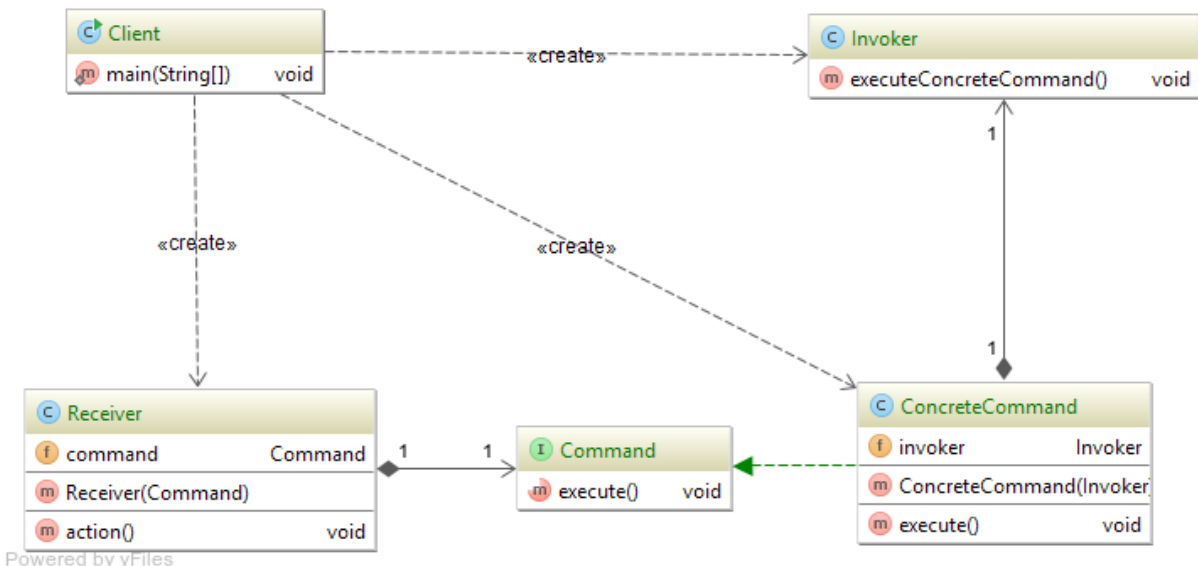 Client
main(String[]) void
«create»
Invoker
executeConcreteCommand() void
1
«create»
«create»
1
Receiver
command Command
Receiver(Command)
action() void
1 1
Command
execute() void
ConcreteCommand
invoker Invoker
ConcreteCommand(Invoker)
execute() void
Powered by yFiles